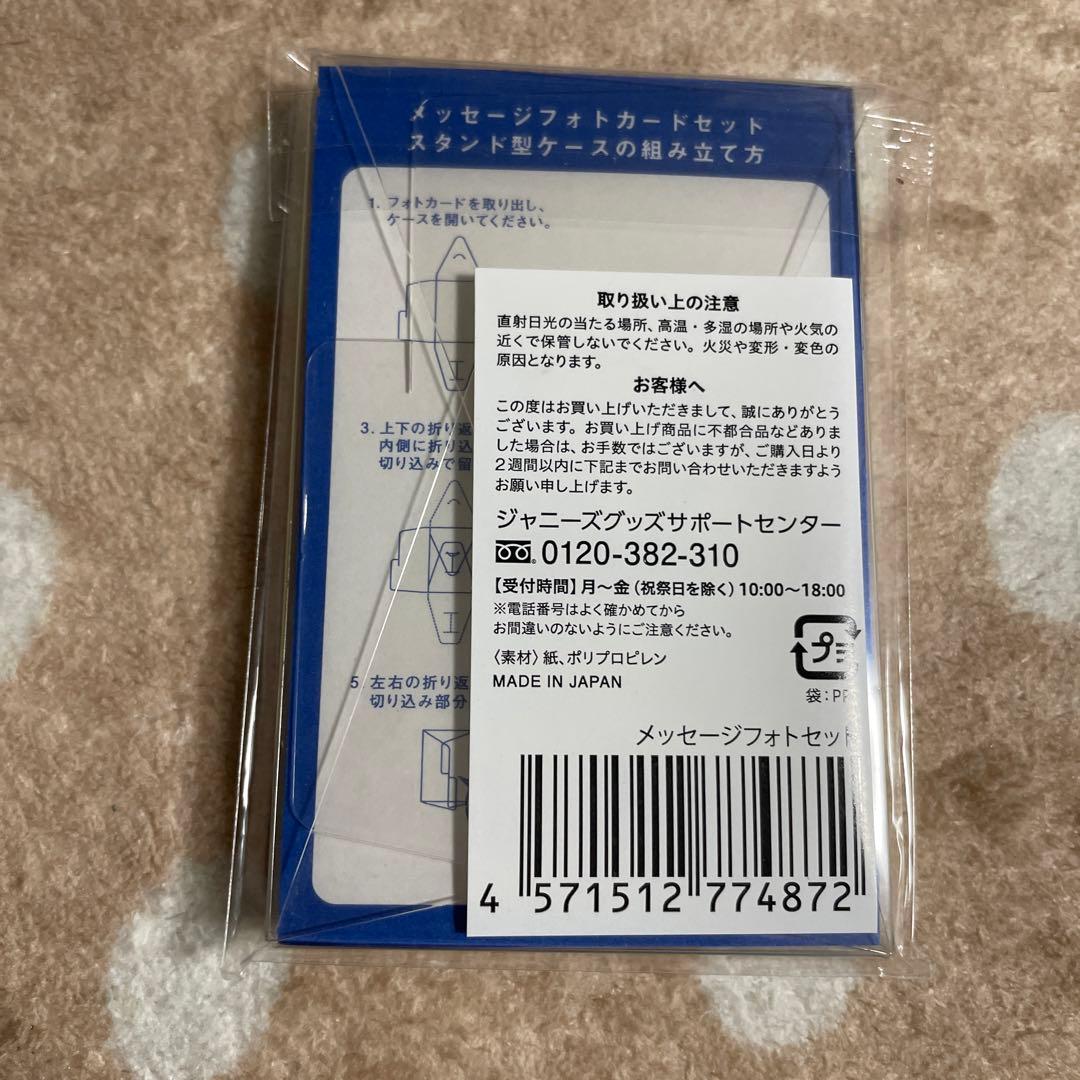 メッセージフォトカードセット
スタンド型ケースの組み立て方
1. フォトカードを取り出し、
ケースを開いてください。
3. 上下の折り返
内側に折り込
切り込みで留
5. 左右の折り返
切り込み部分
取り扱い上の注意
直射日光の当たる場所、高温・多湿の場所や火気の
近くで保管しないでください。火災や変形・変色の
原因となります。
お客様へ
この度はお買い上げいただきまして、誠にありがとう
ございます。お買い上げ商品に不都合品などありま
した場合は、お手数ではございますが、ご購入日より
2週間以内に下記までお問い合わせいただきますよう
お願い申し上げます。
ジャニーズグッズサポートセンター
0120-382-310
【受付時間】月〜金（祝祭日を除く）10:00〜18:00
※電話番号はよく確かめてから
お間違いのないようにご注意ください。
〈素材〉紙、ポリプロピレン
MADE IN JAPAN
プラ
袋：PP
メッセージフォトセット
4 571512 774872